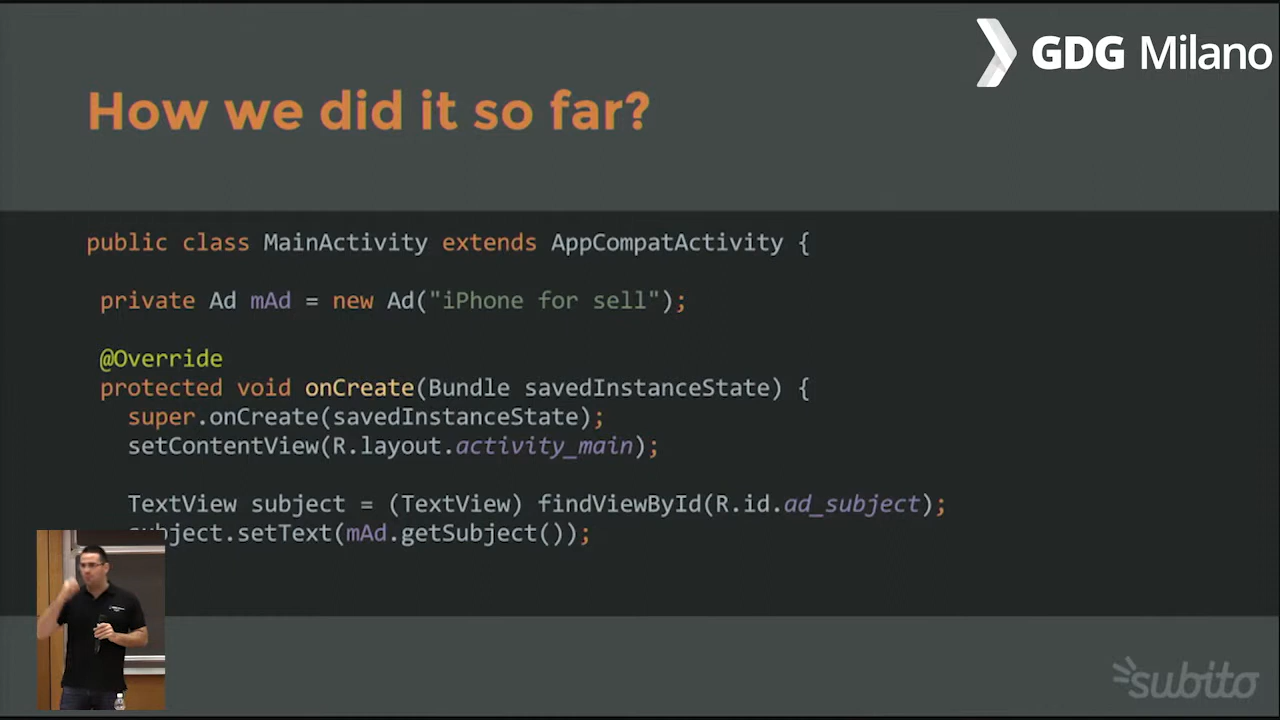 GDG Milano
How we did it so far?
public class MainActivity extends AppCompatActivity {
private Ad mAd = new Ad("iPhone for sell");
@Override
protected void onCreate(Bundle savedInstanceState) {
super.onCreate(savedInstanceState);
setContentView(R.layout.activity_main);
TextView subject = (TextView) findViewById(R.id.ad_subject);
subject.setText(mAd.getSubject());
subito